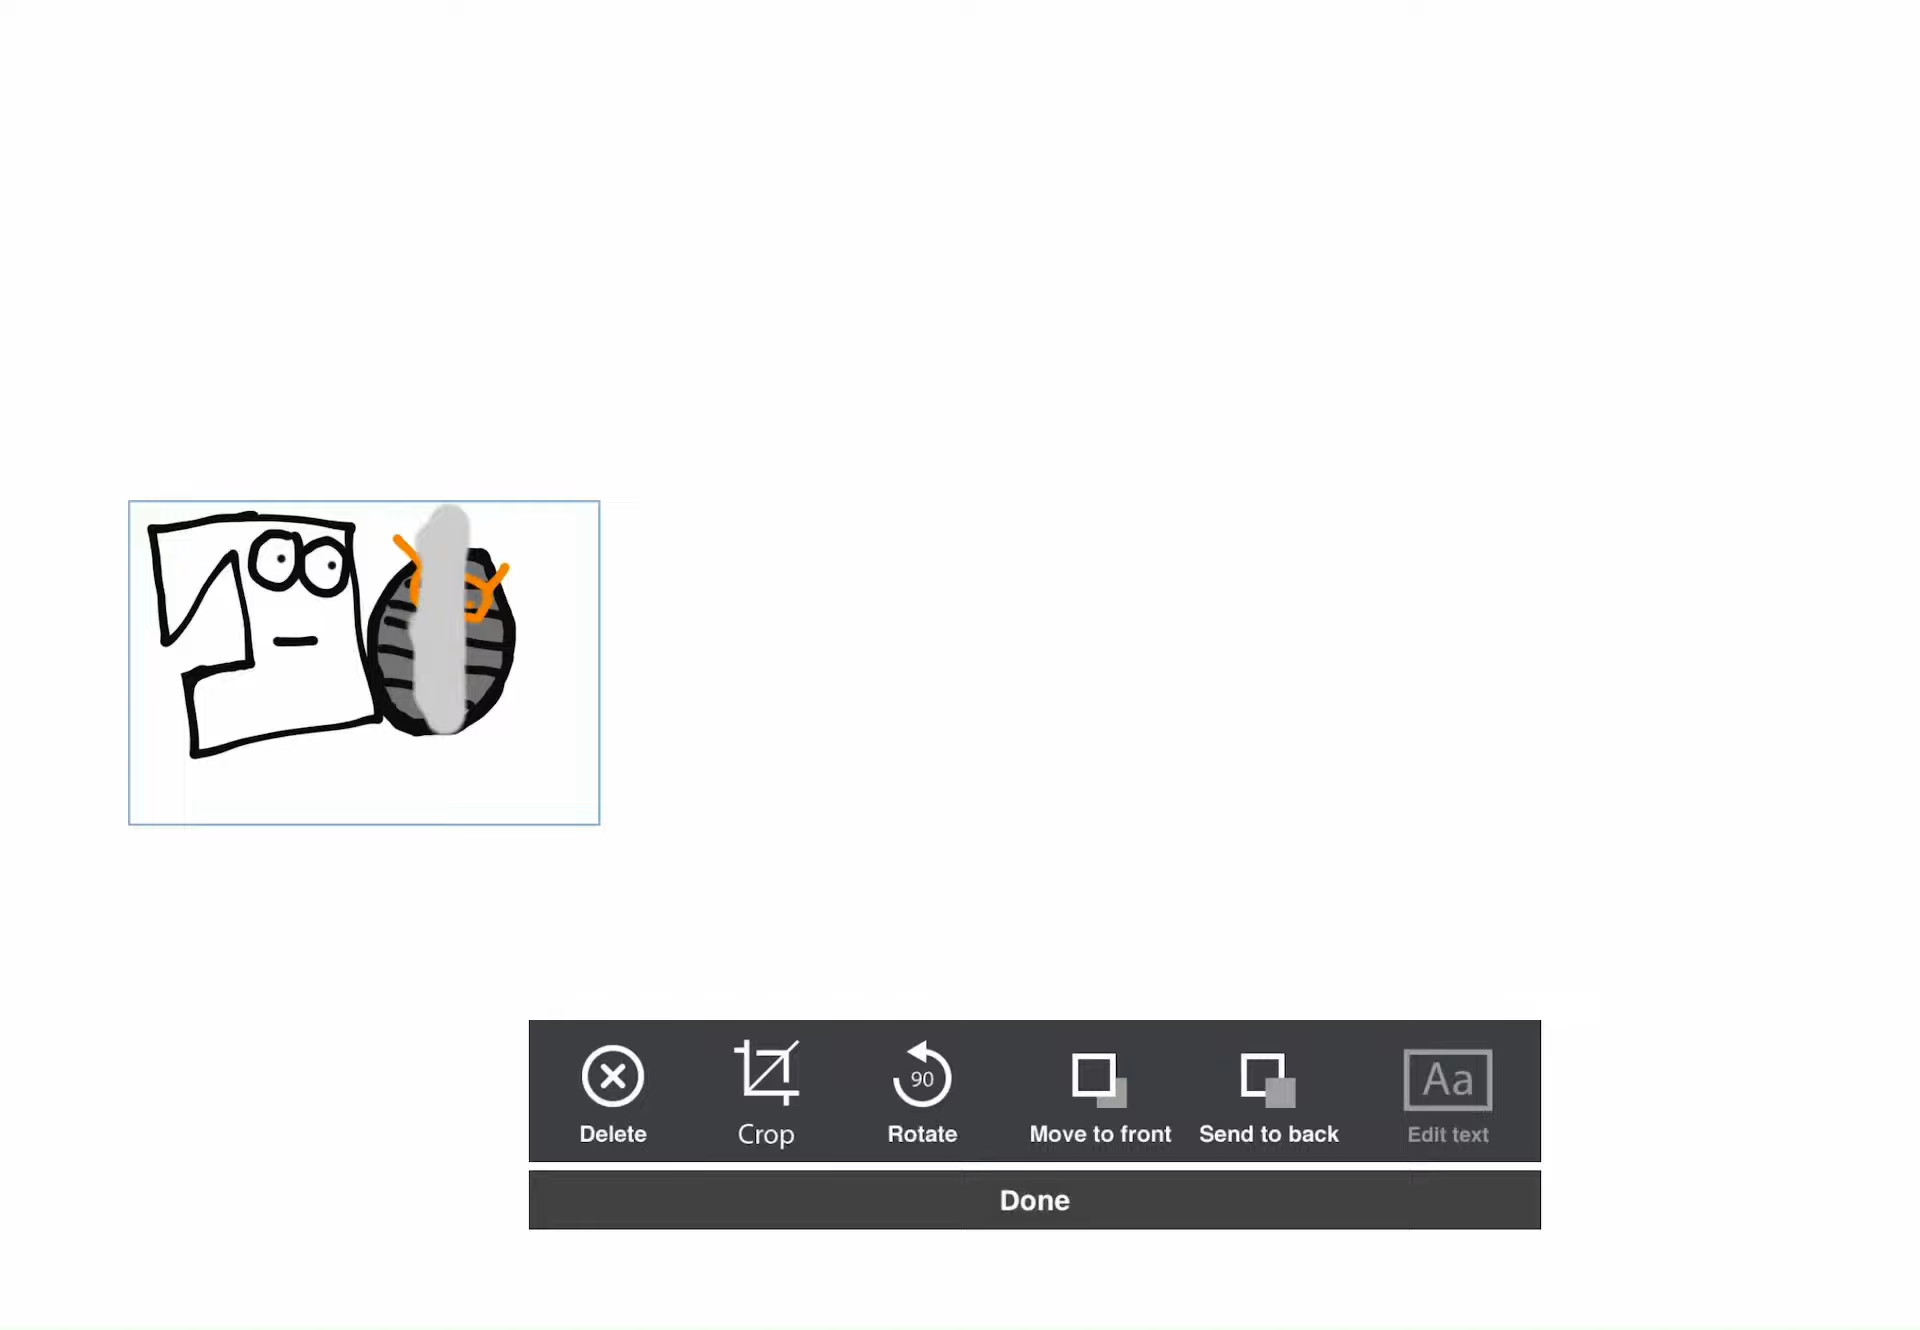 90
Aa
Delete
Crop
Rotate
Move to front
Send to back
Edit text
Done